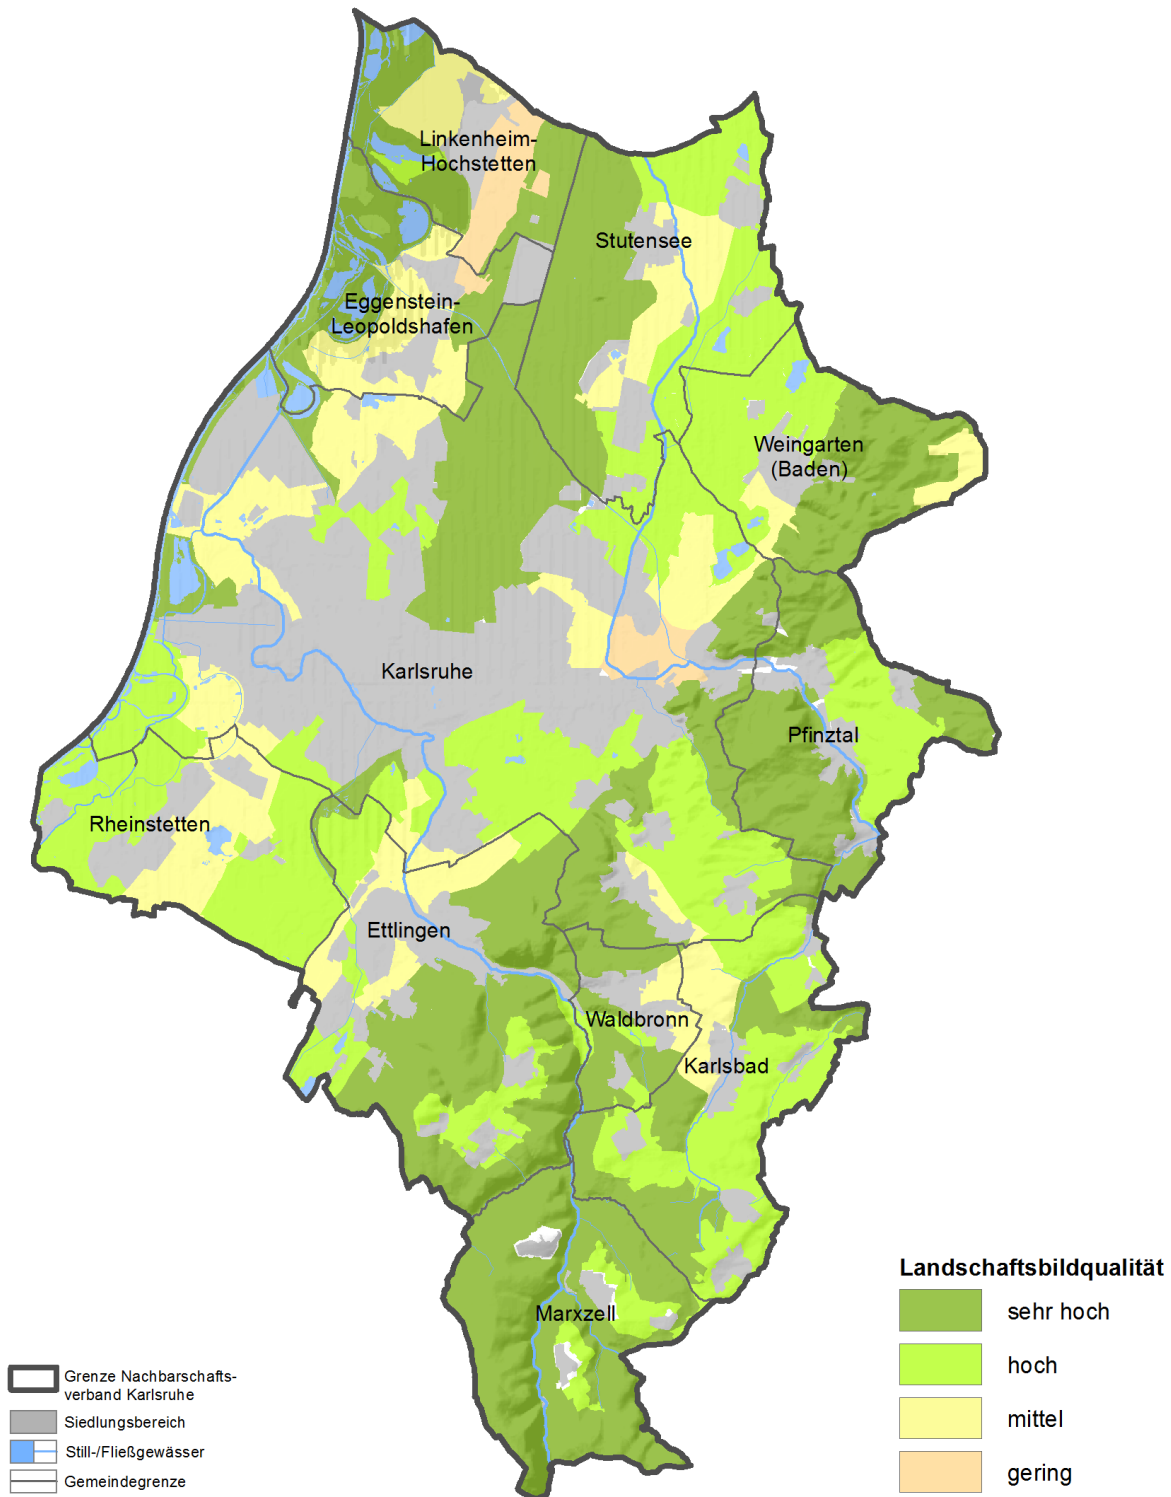 Linkenheim-
Hochstetten
Stutensee
Eggenstein-
Leopoldshafen
Weingarten
(Baden)
Karlsruhe
Pfinztal
Rheinstetten
Ettlingen
Waldbronn
Karlsbad
Marxzell
Landschaftsbildqualität
sehr hoch
hoch
mittel
gering
Grenze Nachbarschafts-
verband Karlsruhe
Siedlungsbereich
Still-/Fließgewässer
Gemeindegrenze